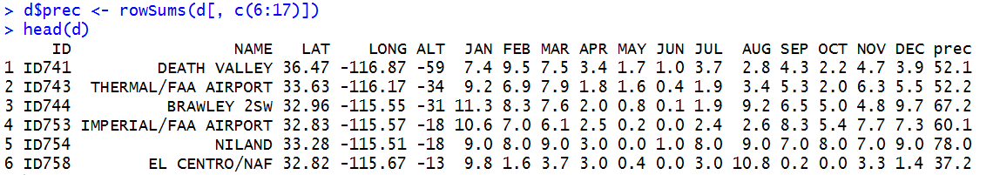 > d$prec <- rowSums(d[, c(6:17)])
> head(d)
ID NAME LAT LONG ALT JAN FEB MAR APR MAY JUN JUL AUG SEP OCT NOV DEC prec
1 ID741 DEATH VALLEY 36.47 -116.87 -59 7.4 9.5 7.5 3.4 1.7 1.0 3.7 2.8 4.3 2.2 4.7 3.9 52.1
2 ID743 THERMAL/FAA AIRPORT 33.63 -116.17 -34 9.2 6.9 7.9 1.8 1.6 0.4 1.9 3.4 5.3 2.0 6.3 5.5 52.2
3 ID744 BRAWLEY 2SW 32.96 -115.55 -31 11.3 8.3 7.6 2.0 0.8 0.1 1.9 9.2 6.5 5.0 4.8 9.7 67.2
4 ID753 IMPERIAL/FAA AIRPORT 32.83 -115.57 -18 10.6 7.0 6.1 2.5 0.2 0.0 2.4 2.6 8.3 5.4 7.7 7.3 60.1
5 ID754 NILAND 33.28 -115.51 -18 9.0 8.0 9.0 3.0 0.0 1.0 8.0 9.0 7.0 8.0 7.0 9.0 78.0
6 ID758 EL CENTRO/NAF 32.82 -115.67 -13 9.8 1.6 3.7 3.0 0.4 0.0 3.0 10.8 0.2 0.0 3.3 1.4 37.2